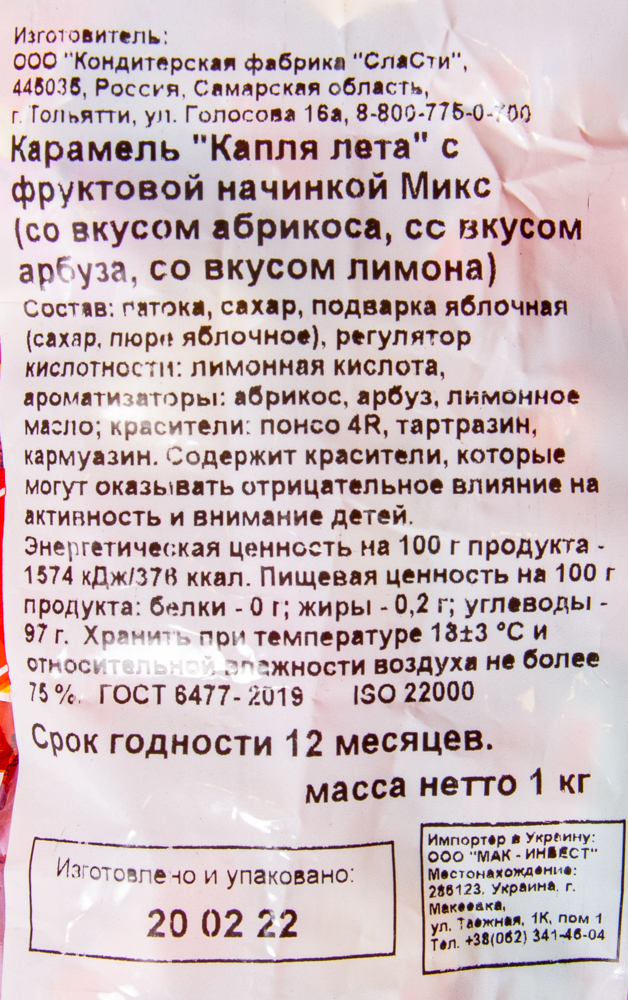 Изготовитель:
ООО "Кондитерская фабрика "СлаСти",
445035, Россия, Самарская область,
г. Тольятти, ул. Голосова 16а, 8-800-775-0-700
Карамель "Капля лета" с
фруктовой начинкой Микс
(со вкусом абрикоса, со вкусом
арбуза, со вкусом лимона)
Состав: патока, сахар, подварка яблочная
(сахар, пюре яблочное), регулятор
кислотности: лимонная кислота,
ароматизаторы: абрикос, арбуз, лимонное
масло; красители: понсо 4R, тартразин,
кармуазин. Содержит красители, которые
могут оказывать отрицательное влияние на
активность и внимание детей.
Энергетическая ценность на 100 г продукта -
1574 кДж/376 ккал. Пищевая ценность на 100 г
продукта: белки - 0 г; жиры - 0,2 г; углеводы -
97 г. Хранить при температуре 18±3 °С и
относительной влажности воздуха не более
75 %. ГОСТ 6477- 2019 ISO 22000
Срок годности 12 месяцев.
масса нетто 1 кг
Изготовлено и упаковано:
20 02 22
Импортер в Украину:
ООО "МАК - ИНВЕСТ"
Местонахождение:
286123, Украина, г.
Макеевка,
ул. Таежная, 1К, пом 1
Тел. +38(062) 341-46-04